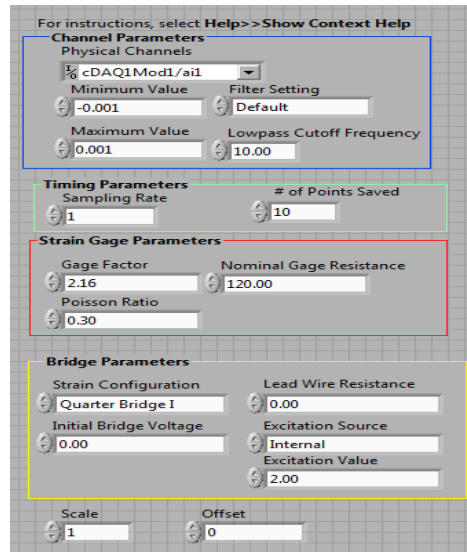 For instructions, select Help>>Show Context Help
Channel Parameters
Physical Channels
I/O cDAQ1Mod1/ai1
Minimum Value Filter Setting
-0.001 Default
Maximum Value Lowpass Cutoff Frequency
0.001 10.00
Timing Parameters
Sampling Rate # of Points Saved
1 10
Strain Gage Parameters
Gage Factor Nominal Gage Resistance
2.16 120.00
Poisson Ratio
0.30
Bridge Parameters
Strain Configuration Lead Wire Resistance
Quarter Bridge I 0.00
Initial Bridge Voltage Excitation Source
0.00 Internal
Excitation Value
2.00
Scale Offset
1 0